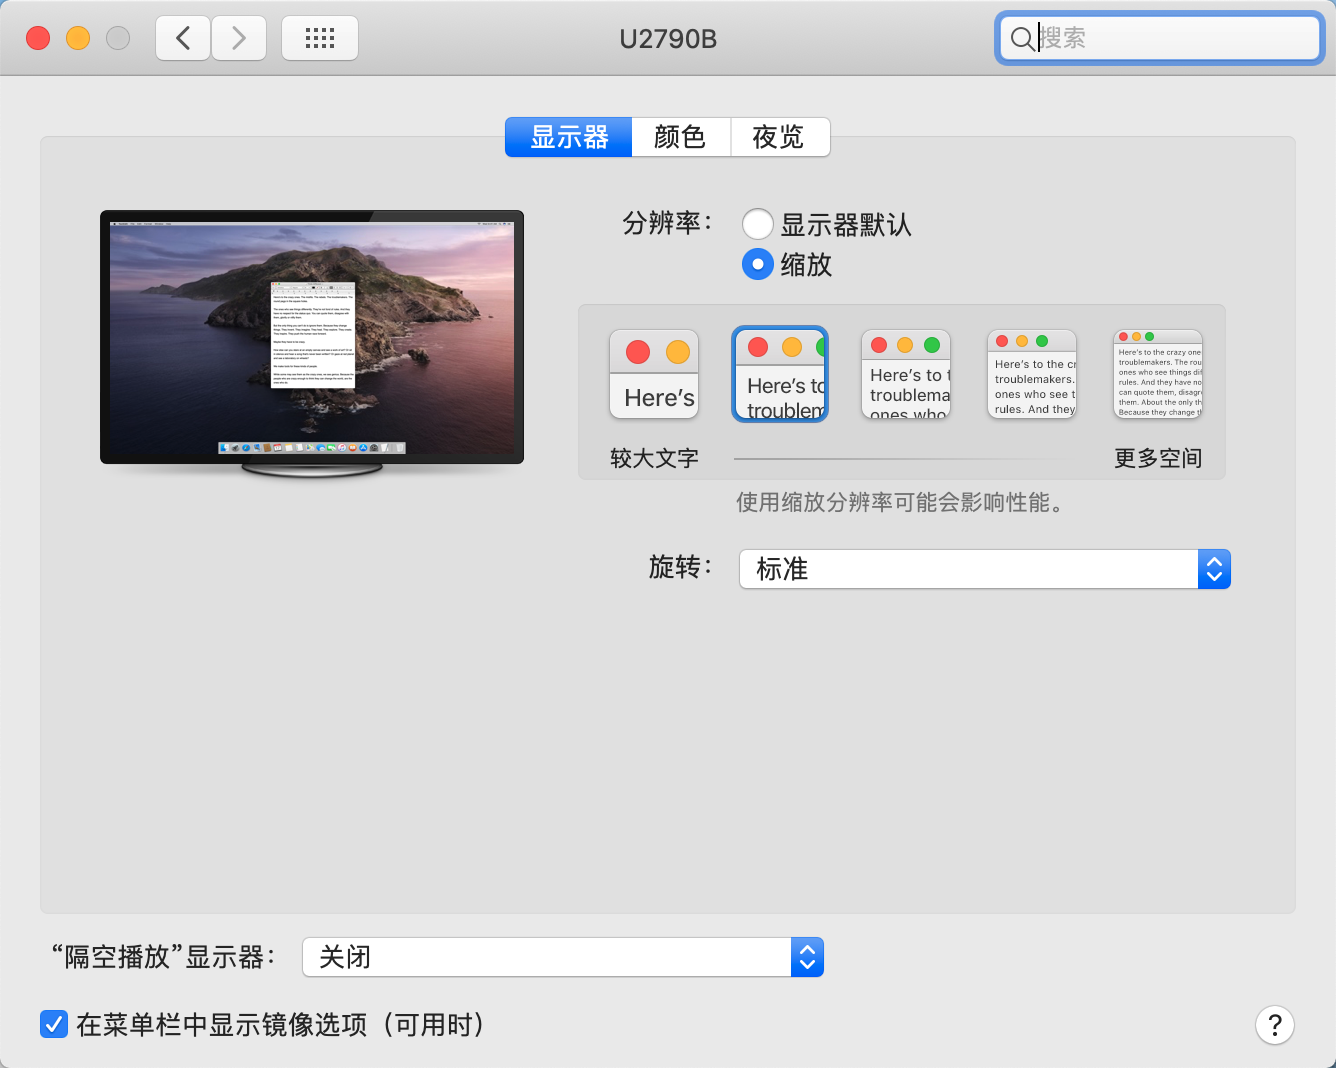 U2790B
搜索
显示器 颜色 夜览
分辨率： 显示器默认
缩放
Here's
Here's to
troublem
Here's to t
troublema
ones who
Here's to the cr
troublemakers.
ones who see t
rules. And they
Here's to the crazy one
troublemakers. The rou
ones who see things dif
rules. And they have no
can quote them, disagr
them. About the only th
Because they change th
较大文字 更多空间
使用缩放分辨率可能会影响性能。
旋转： 标准
“隔空播放”显示器： 关闭
在菜单栏中显示镜像选项（可用时）
?